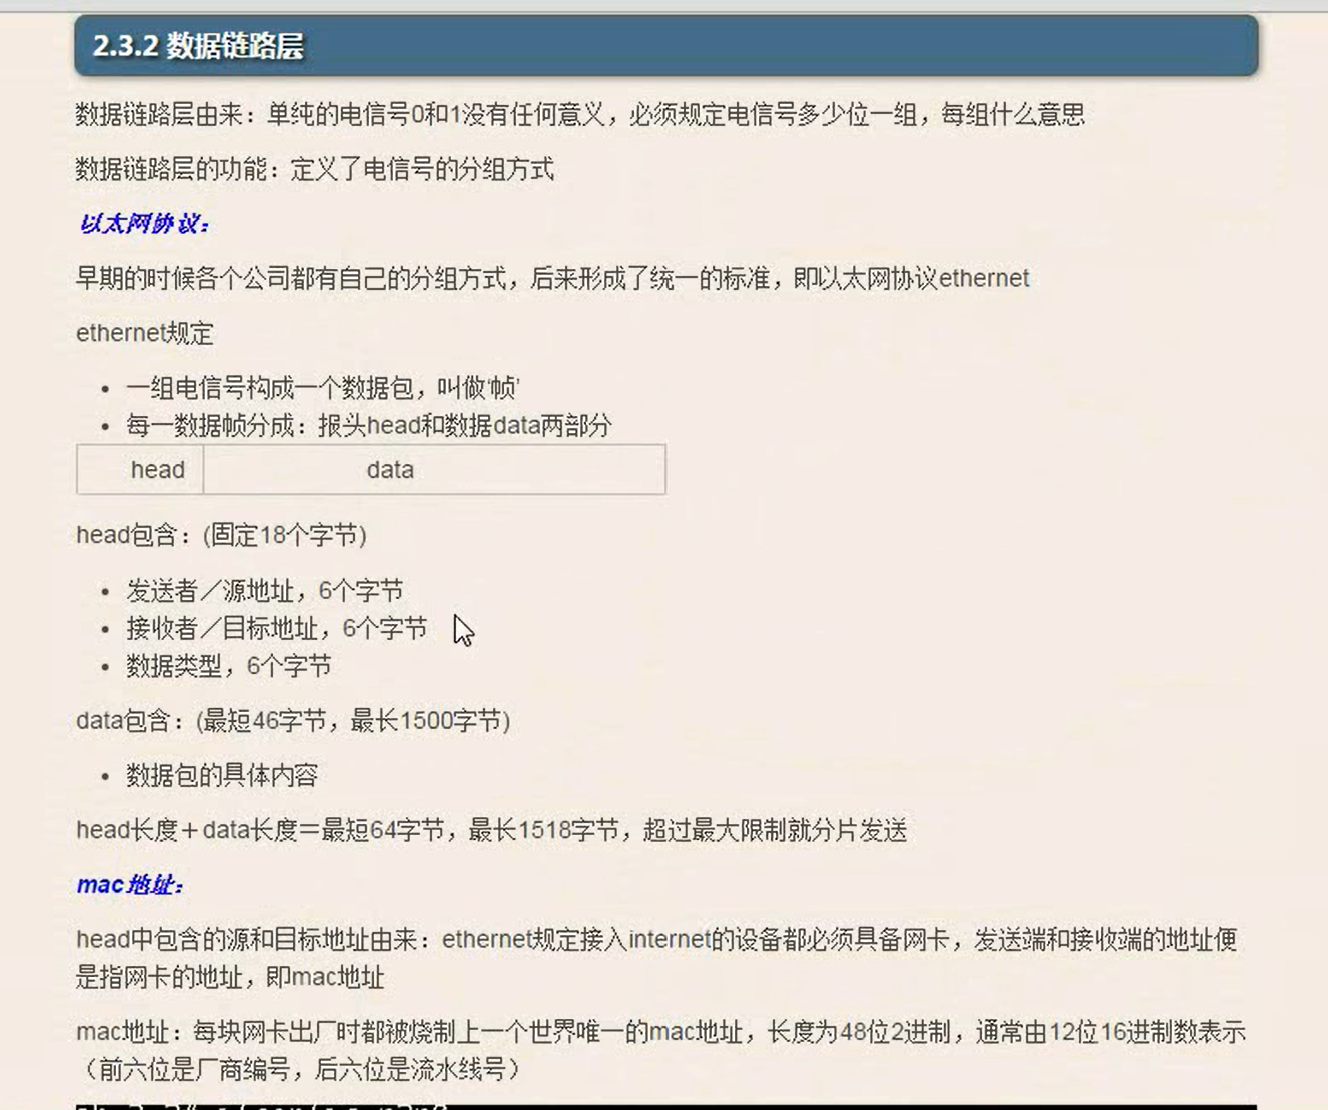 2.3.2 数据链路层
数据链路层由来：单纯的电信号0和1没有任何意义，必须规定电信号多少位一组，每组什么意思
数据链路层的功能：定义了电信号的分组方式
以太网协议：
早期的时候各个公司都有自己的分组方式，后来形成了统一的标准，即以太网协议ethernet
ethernet规定
• 一组电信号构成一个数据包，叫做‘帧’
• 每一数据帧分成：报头head和数据data两部分
head data
head包含：(固定18个字节)
• 发送者／源地址，6个字节
• 接收者／目标地址，6个字节
• 数据类型，6个字节
data包含：(最短46字节，最长1500字节)
• 数据包的具体内容
head长度＋data长度＝最短64字节，最长1518字节，超过最大限制就分片发送
mac地址：
head中包含的源和目标地址由来：ethernet规定接入internet的设备都必须具备网卡，发送端和接收端的地址便
是指网卡的地址，即mac地址
mac地址：每块网卡出厂时都被烧制上一个世界唯一的mac地址，长度为48位2进制，通常由12位16进制数表示
（前六位是厂商编号，后六位是流水线号）